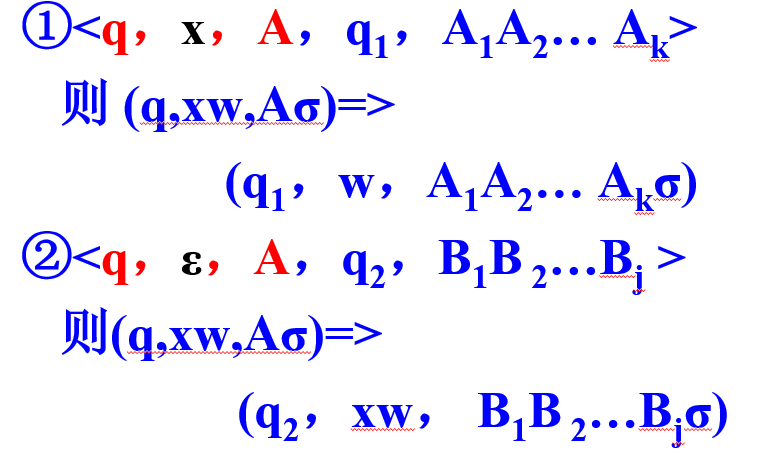 ①<q，x，A，q₁，A₁A₂… Aₖ>
则 (q,xw,Aσ)=>
(q₁，w，A₁A₂… Aₖσ)
②<q，ε，A，q₂，B₁B ₂…Bⱼ >
则(q,xw,Aσ)=>
(q₂，xw，B₁B ₂…Bⱼσ)